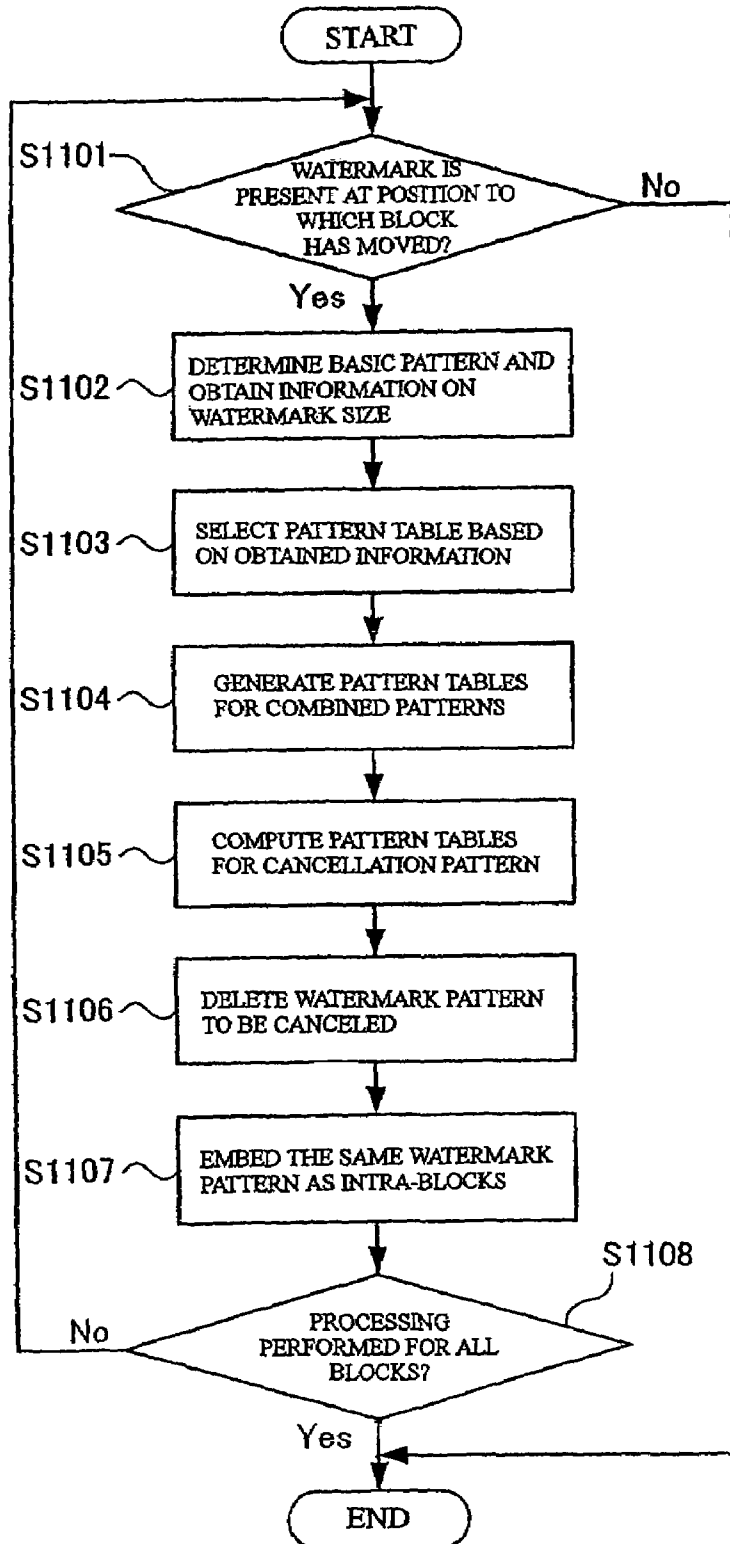 START
S1101
WATERMARK IS
PRESENT AT POSITION TO
WHICH BLOCK
HAS MOVED?
No
Yes
S1102
DETERMINE BASIC PATTERN AND
OBTAIN INFORMATION ON
WATERMARK SIZE
S1103
SELECT PATTERN TABLE BASED
ON OBTAINED INFORMATION
S1104
GENERATE PATTERN TABLES
FOR COMBINED PATTERNS
S1105
COMPUTE PATTERN TABLES
FOR CANCELLATION PATTERN
S1106
DELETE WATERMARK PATTERN
TO BE CANCELED
S1107
EMBED THE SAME WATERMARK
PATTERN AS INTRA-BLOCKS
S1108
No
PROCESSING
PERFORMED FOR ALL
BLOCKS?
Yes
END